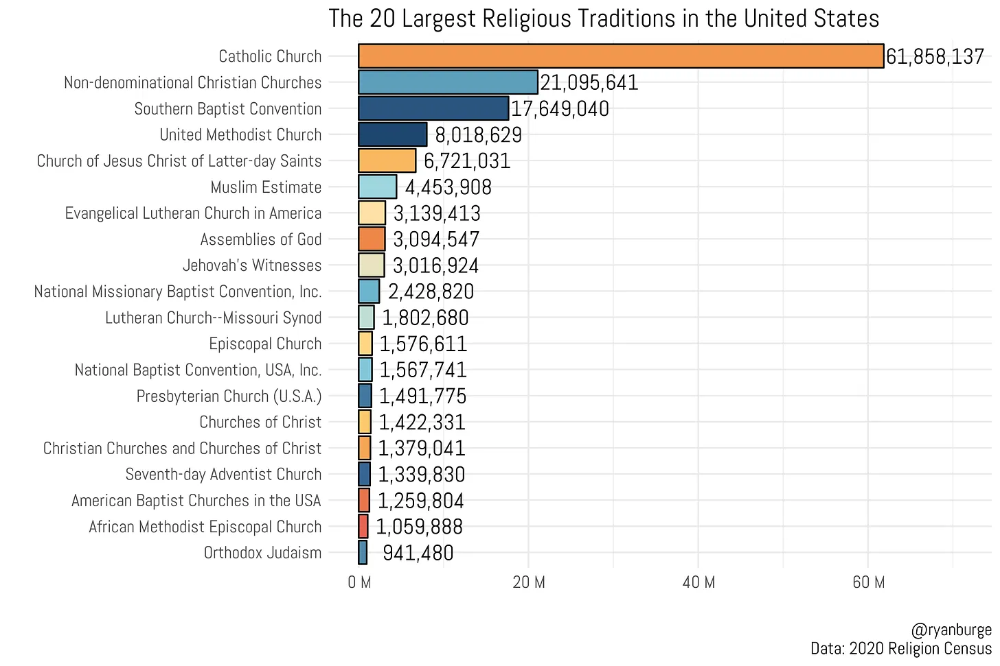 The 20 Largest Religious Traditions in the United States
Catholic Church 61,858,137
Non-denominational Christian Churches 21,095,641
Southern Baptist Convention 17,649,040
United Methodist Church 8,018,629
Church of Jesus Christ of Latter-day Saints 6,721,031
Muslim Estimate 4,453,908
Evangelical Lutheran Church in America 3,139,413
Assemblies of God 3,094,547
Jehovah's Witnesses 3,016,924
National Missionary Baptist Convention, Inc. 2,428,820
Lutheran Church--Missouri Synod 1,802,680
Episcopal Church 1,576,611
National Baptist Convention, USA, Inc. 1,567,741
Presbyterian Church (U.S.A.) 1,491,775
Churches of Christ 1,422,331
Christian Churches and Churches of Christ 1,379,041
Seventh-day Adventist Church 1,339,830
American Baptist Churches in the USA 1,259,804
African Methodist Episcopal Church 1,059,888
Orthodox Judaism 941,480
0 M 20 M 40 M 60 M
@ryanburge
Data: 2020 Religion Census